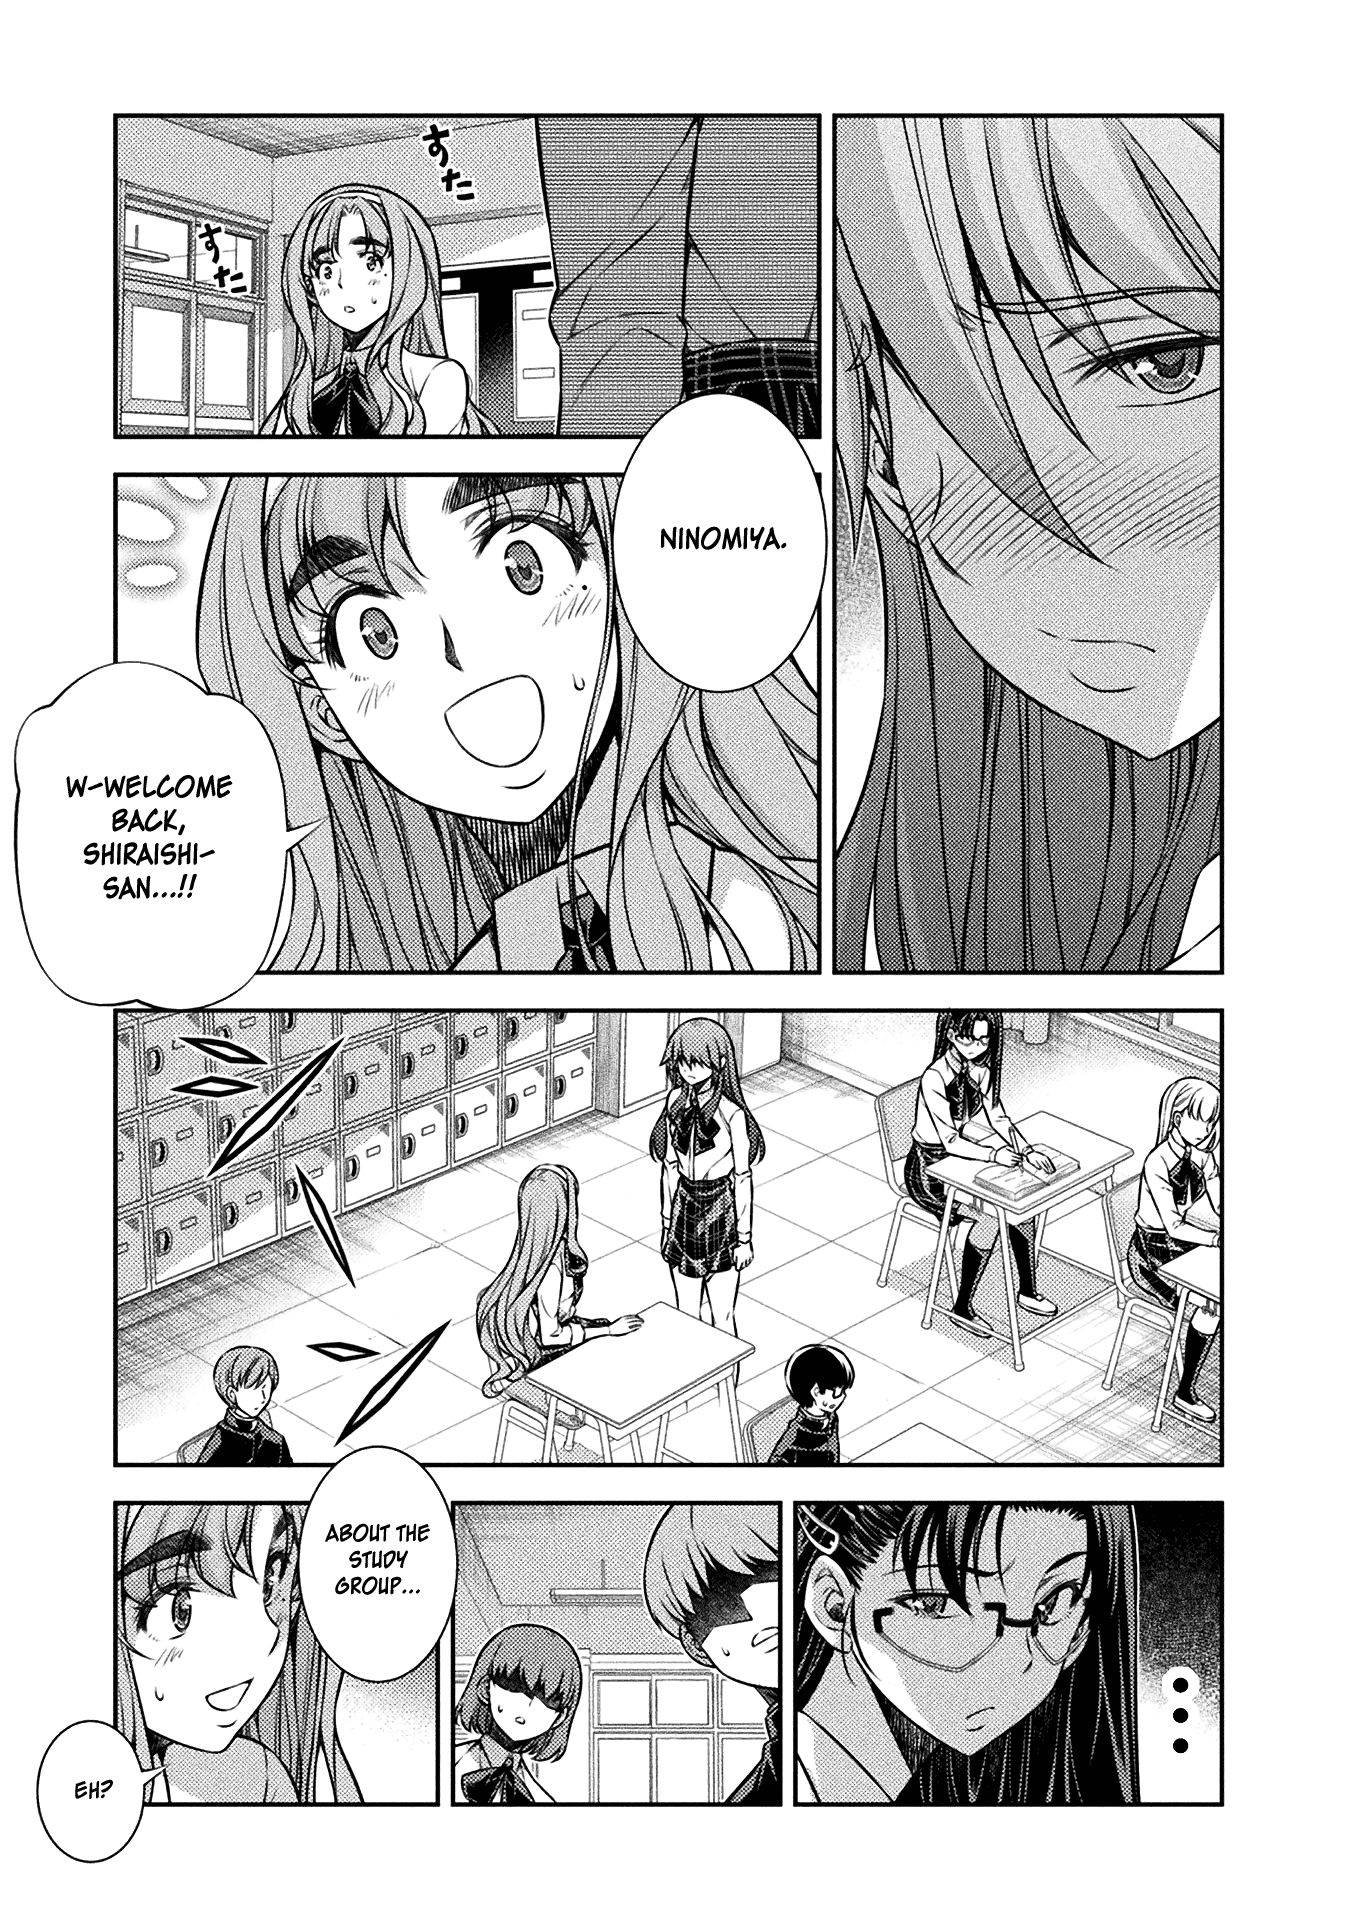 すた
すた
NINOMIYA.
W-WELCOME
BACK,
SHIRAISHI-
SAN...!!
...
ABOUT THE
STUDY
GROUP...
EH?